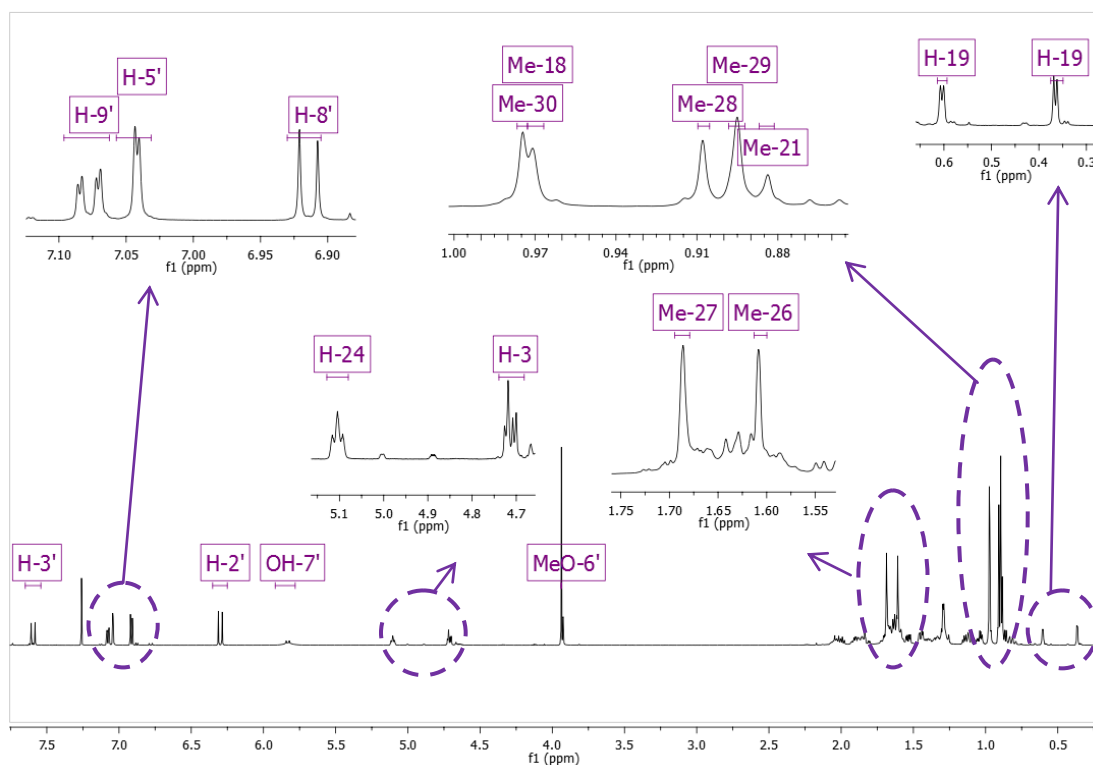 H-9'
H-5'
H-8'
7.10 7.05 7.00 6.95 6.90
f1 (ppm)
Me-18
Me-30
Me-29
Me-28
Me-21
1.00 0.97 0.94 0.91 0.88
f1 (ppm)
H-19
H-19
0.6 0.5 0.4 0.3
f1 (ppm)
H-24
H-3
5.1 5.0 4.9 4.8 4.7
f1 (ppm)
Me-27
Me-26
1.75 1.70 1.65 1.60 1.55
f1 (ppm)
H-3'
H-2'
OH-7'
MeO-6'
7.5 7.0 6.5 6.0 5.5 5.0 4.5 4.0 3.5 3.0 2.5 2.0 1.5 1.0 0.5
f1 (ppm)